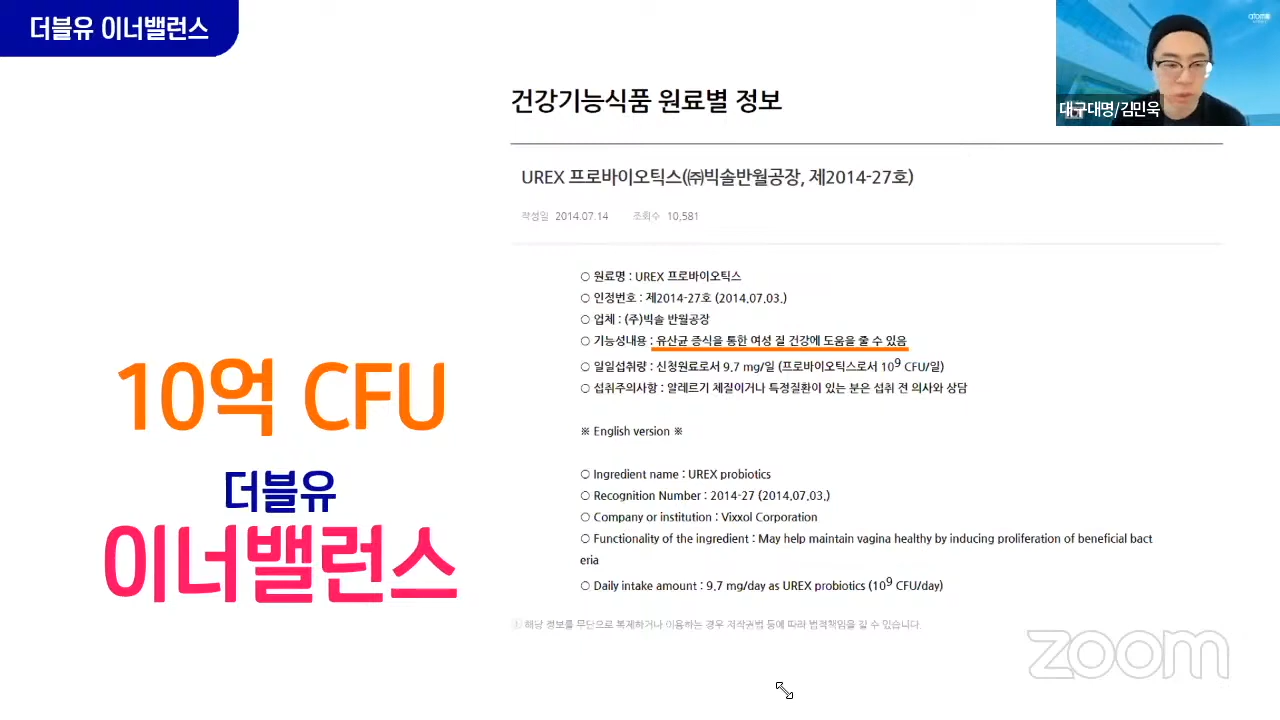 더블유 이너밸런스
atomy
대구대명/김민욱
건강기능식품 원료별 정보
UREX 프로바이오틱스(㈜빅솔반월공장, 제2014-27호)
작성일 2014.07.14 조회수 10,581
○ 원료명 : UREX 프로바이오틱스
○ 인정번호 : 제2014-27호 (2014.07.03.)
○ 업체 : (주)빅솔 반월공장
○ 기능성내용 : 유산균 증식을 통한 여성 질 건강에 도움을 줄 수 있음
○ 일일섭취량 : 신청원료로서 9.7 mg/일 (프로바이오틱스로서 10⁹ CFU/일)
○ 섭취주의사항 : 알레르기 체질이거나 특정질환이 있는 분은 섭취 전 의사와 상담
※ English version ※
○ Ingredient name : UREX probiotics
○ Recognition Number : 2014-27 (2014.07.03.)
○ Company or institution : Vixxol Corporation
○ Functionality of the ingredient : May help maintain vagina healthy by inducing proliferation of beneficial bact
eria
○ Daily intake amount : 9.7 mg/day as UREX probiotics (10⁹ CFU/day)
해당 정보를 무단으로 복제하거나 이용하는 경우 저작권법 등에 따라 법적책임을 질 수 있습니다.
10억 CFU
더블유
이너밸런스
zoom